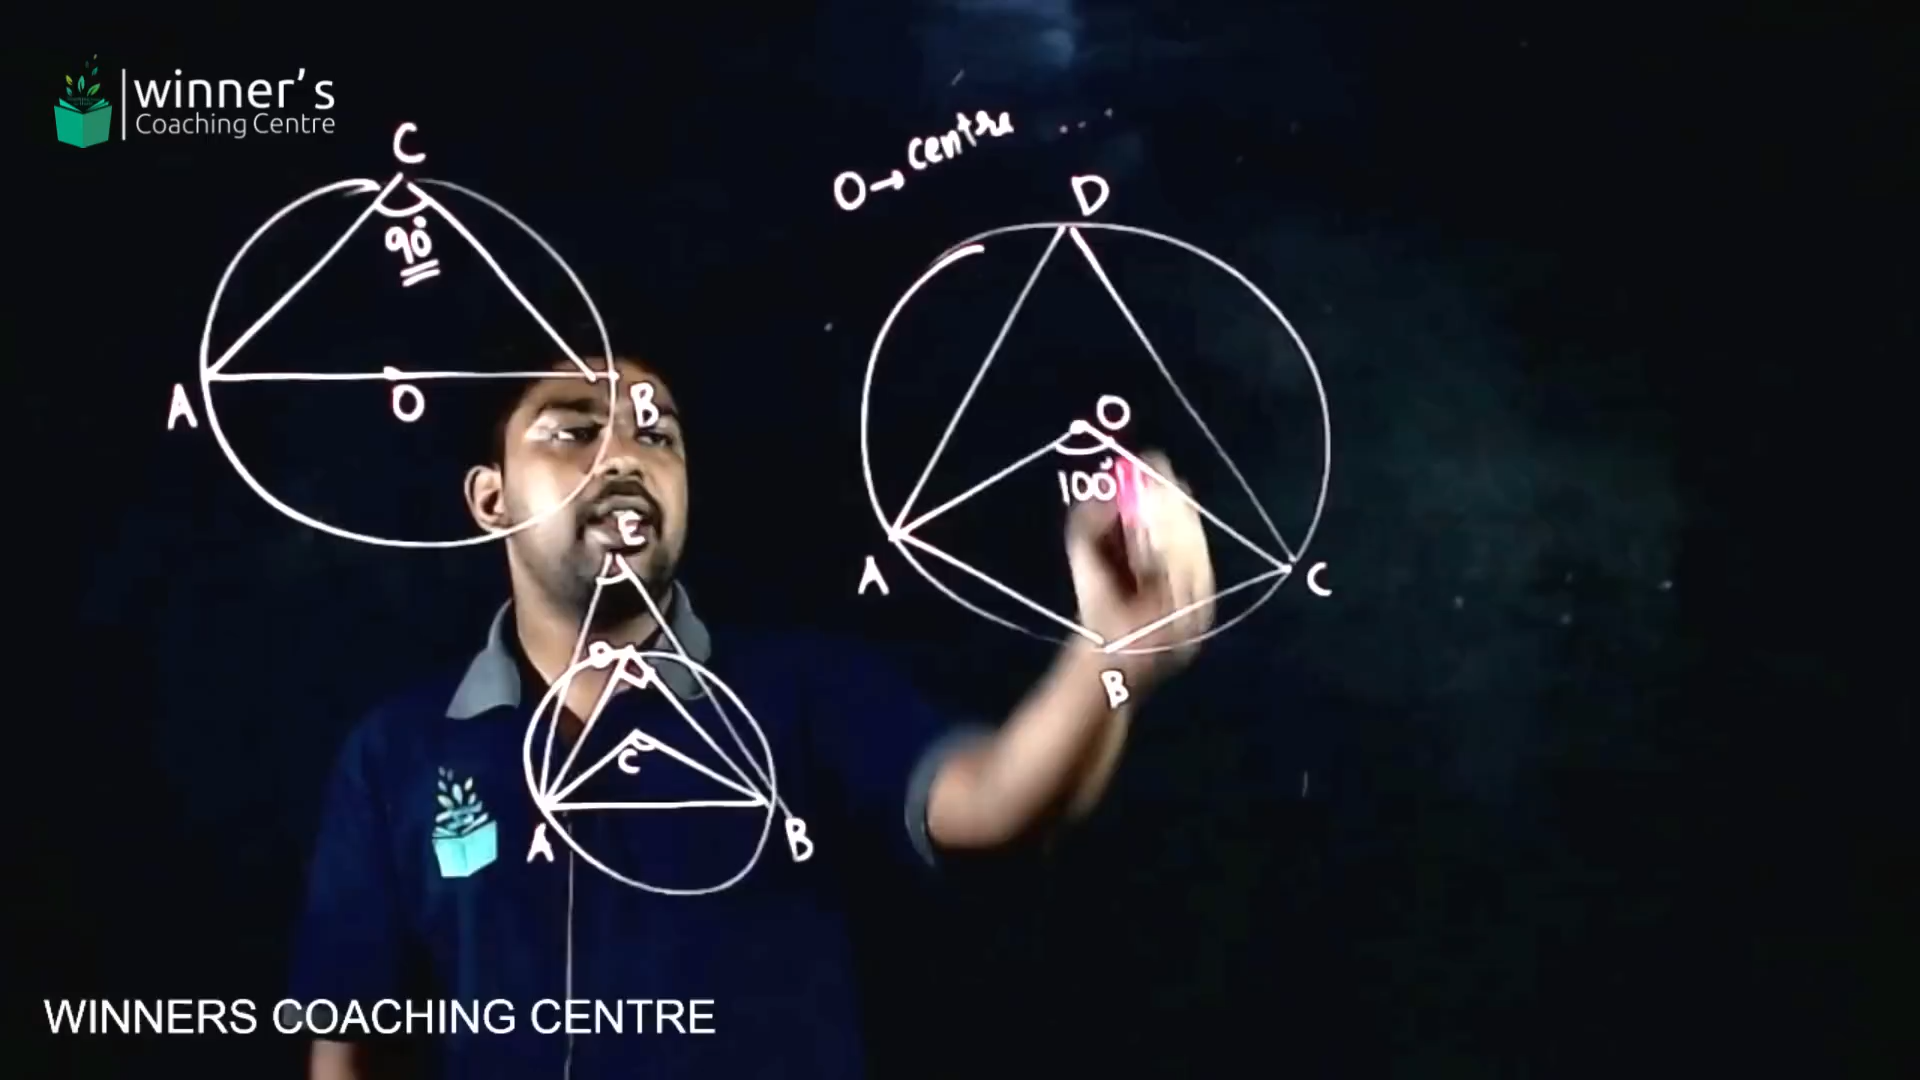 winner's
Coaching Centre
C
90°
A
O
B
O→ centre ...
D
O
100°
A
C
B
E
D
C
A
B
WINNERS COACHING CENTRE